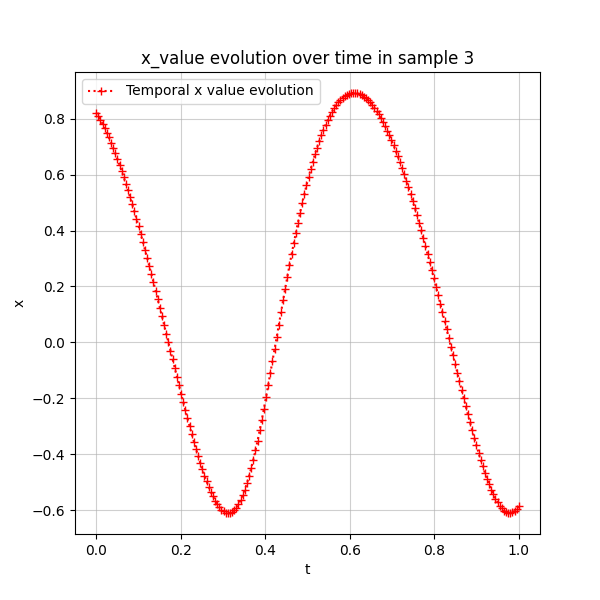 x_value evolution over time in sample 3
Temporal x value evolution
0.8
0.6
0.4
0.2
0.0
−0.2
−0.4
−0.6
x
0.0 0.2 0.4 0.6 0.8 1.0
t